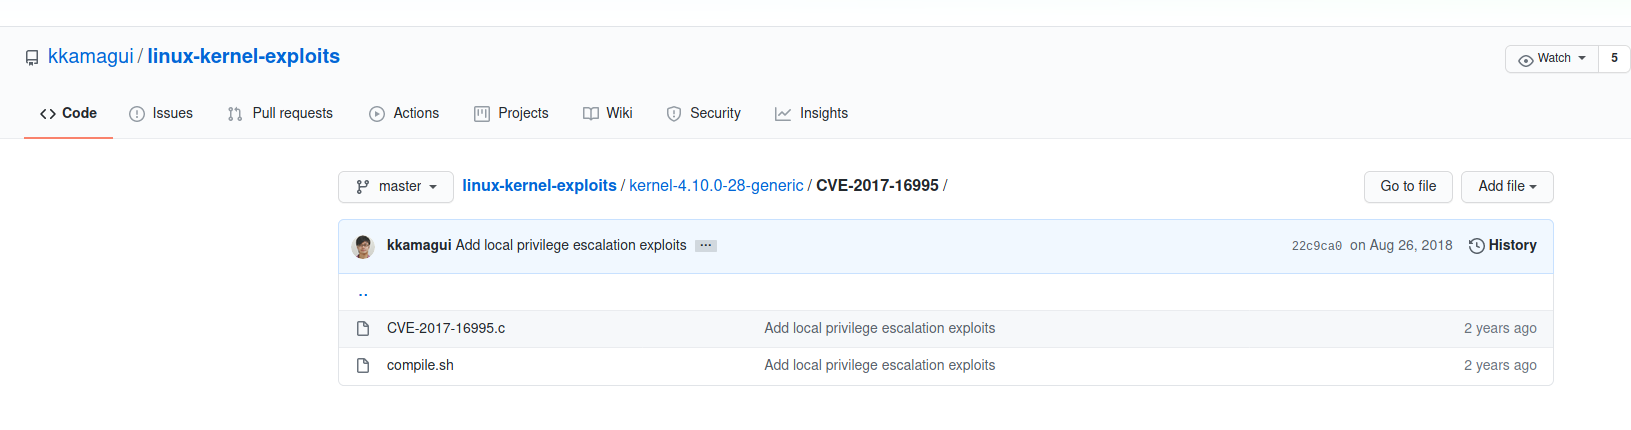 kkamagui / linux-kernel-exploits
Watch 5
Code Issues Pull requests Actions Projects Wiki Security Insights
master linux-kernel-exploits / kernel-4.10.0-28-generic / CVE-2017-16995 / Go to file Add file
kkamagui Add local privilege escalation exploits ... 22c9ca0 on Aug 26, 2018 History
..
CVE-2017-16995.c Add local privilege escalation exploits 2 years ago
compile.sh Add local privilege escalation exploits 2 years ago